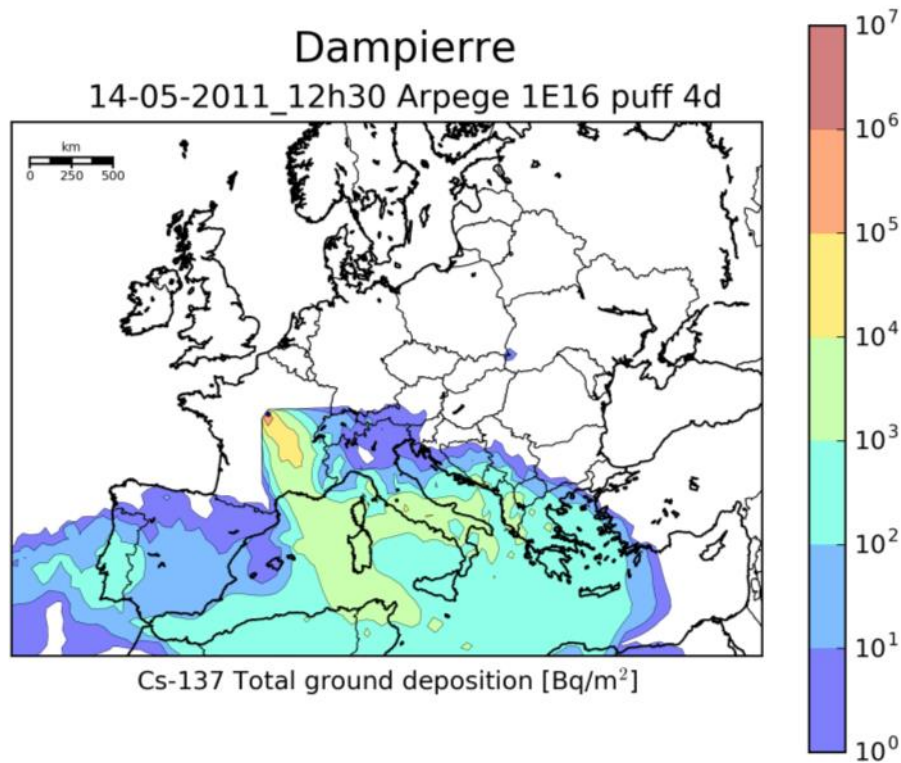 Dampierre
14-05-2011_12h30 Arpege 1E16 puff 4d
km
0 250 500
10⁷
10⁶
10⁵
10⁴
10³
10²
10¹
10⁰
Cs-137 Total ground deposition [Bq/m²]